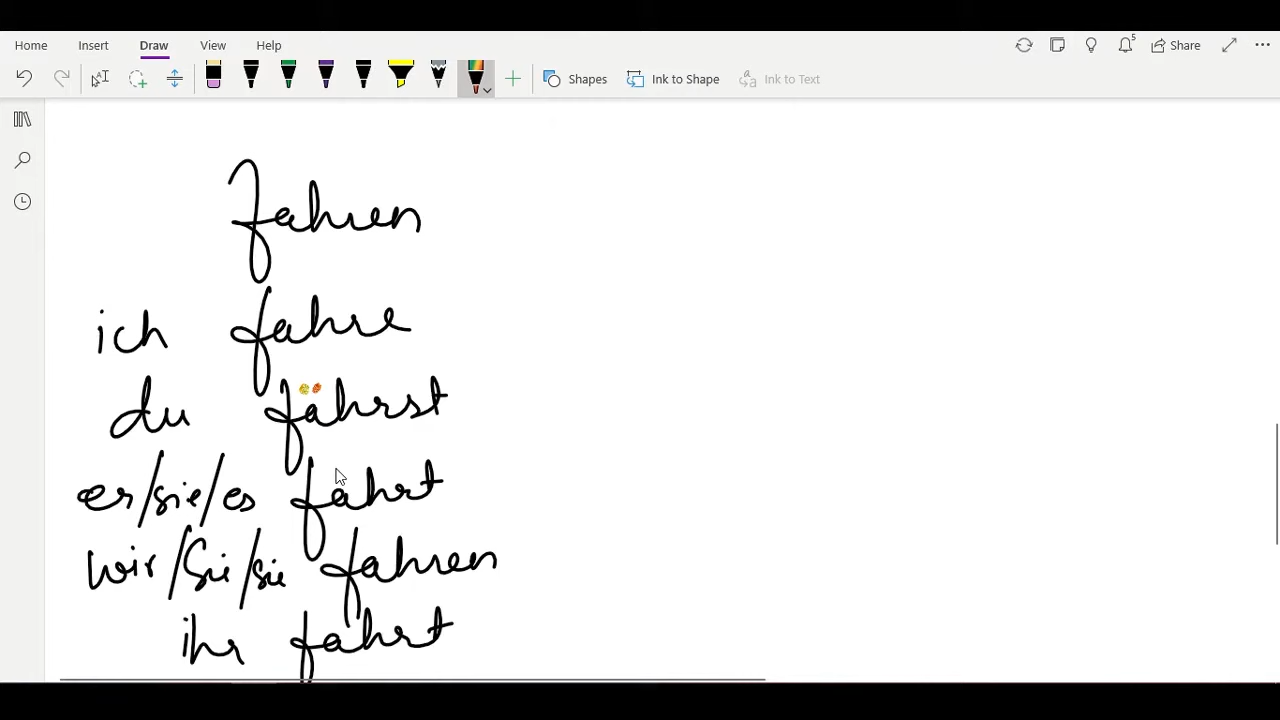 Home Insert Draw View Help
5 Share
Shapes Ink to Shape Ink to Text
fahren
ich fahre
du fährst
er/sie/es fahrt
wir/Sie/sie fahren
ihr fahrt